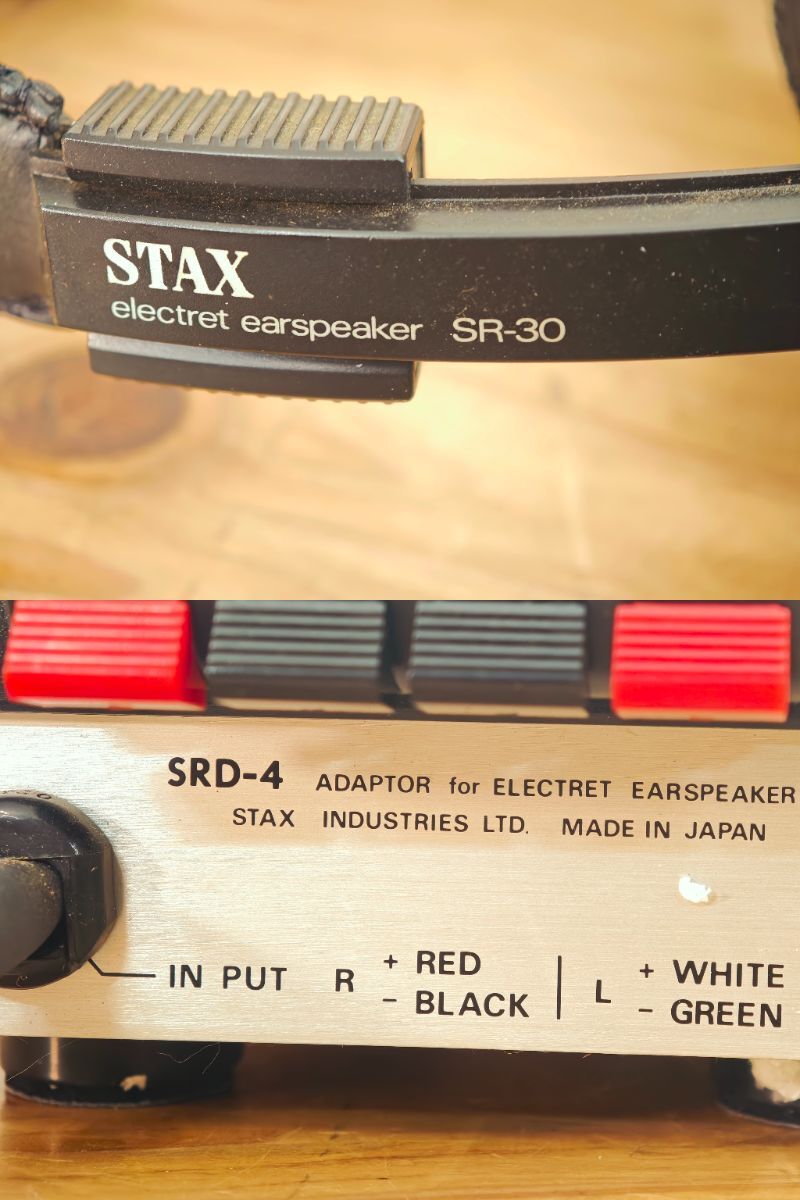 STAX
electret earspeaker SR-30
SRD-4 ADAPTOR for ELECTRET EARSPEAKER
STAX INDUSTRIES LTD. MADE IN JAPAN
IN PUT R + RED | L + WHITE
- BLACK - GREEN